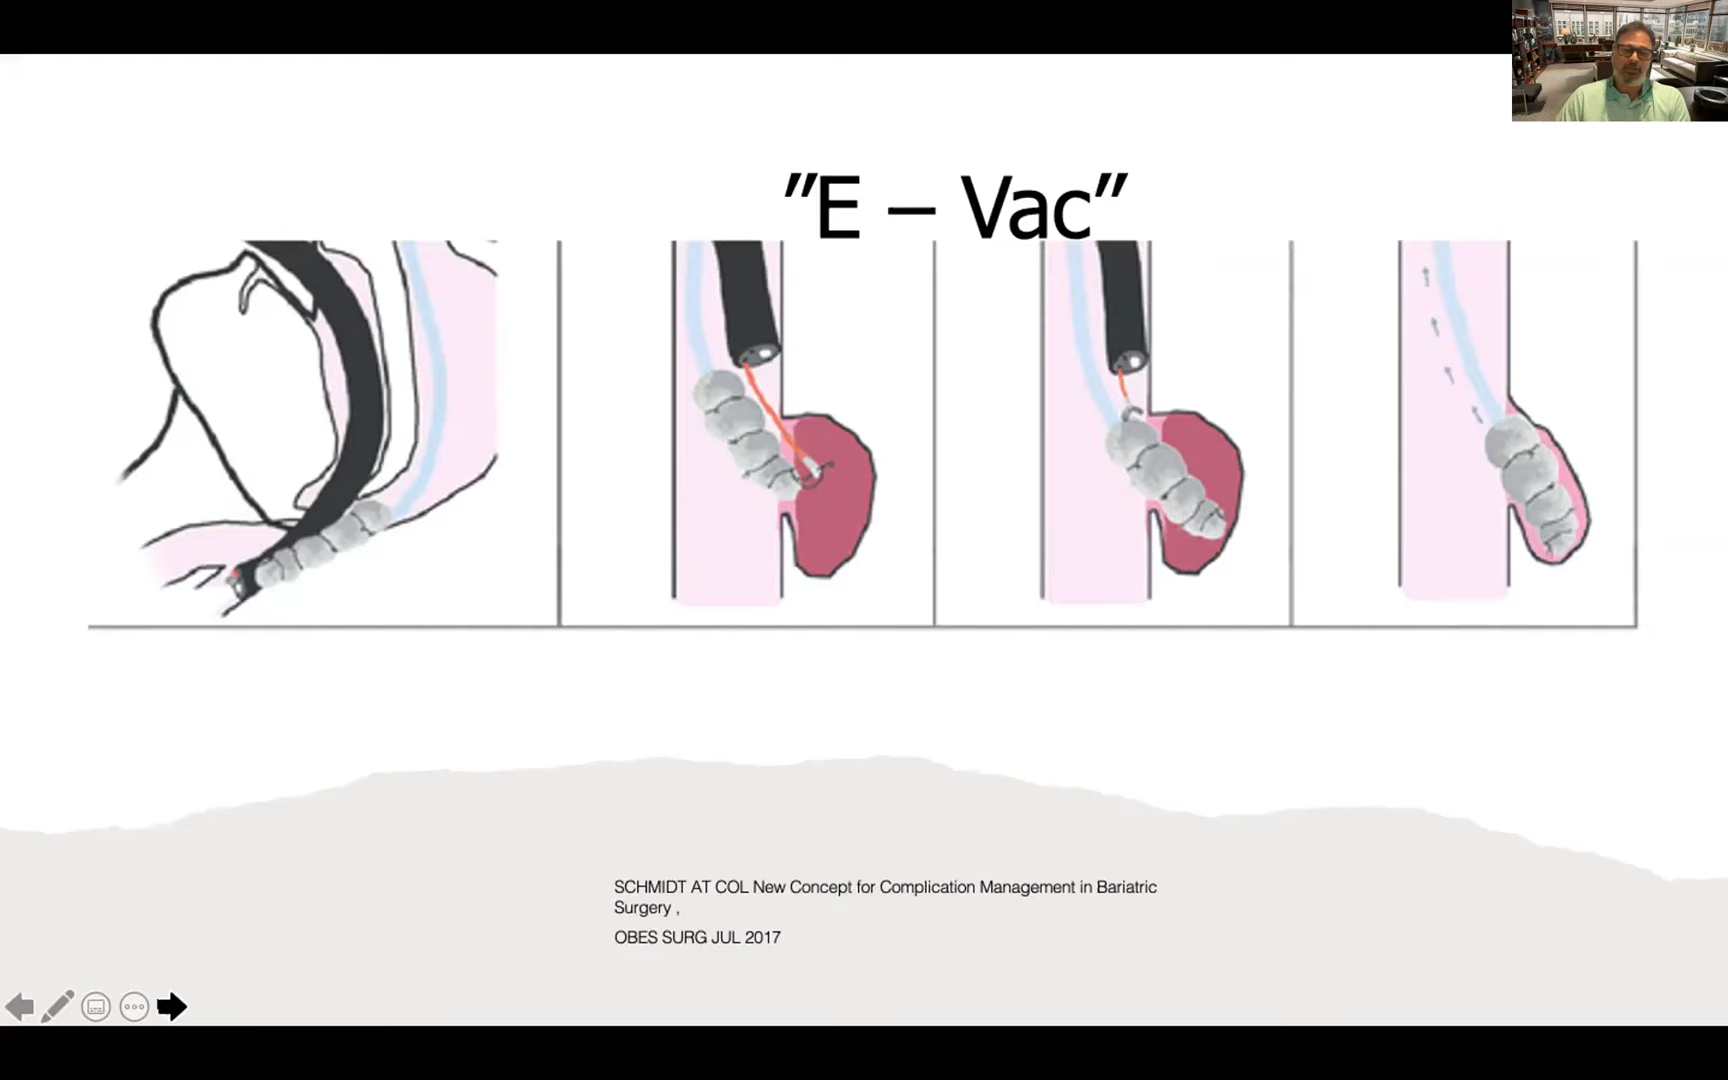 "E – Vac"
SCHMIDT AT COL New Concept for Complication Management in Bariatric
Surgery ,
OBES SURG JUL 2017